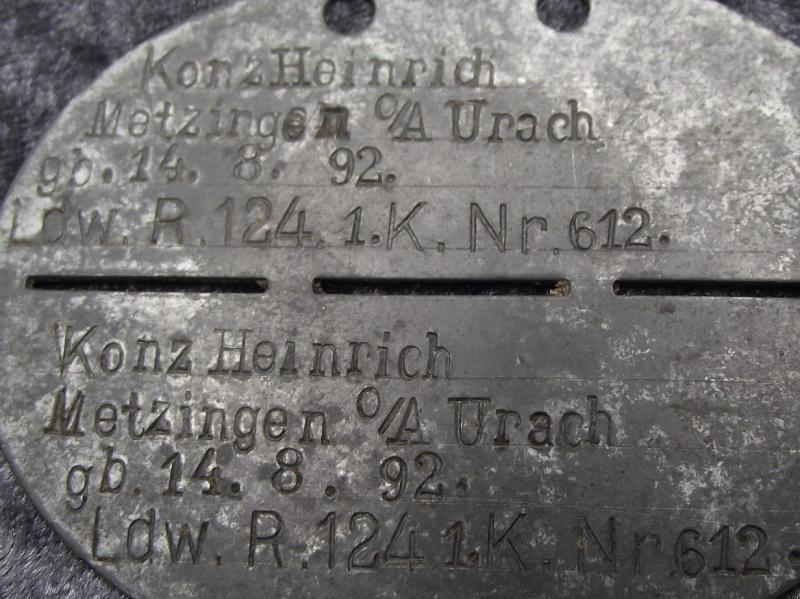 Konz Heinrich
Metzingen O/A Urach
gb. 14. 8. 92.
Ldw. R. 124. 1. K. Nr. 612.
Konz Heinrich
Metzingen O/A Urach
gb. 14. 8. 92.
Ldw. R. 124 1. K. Nr. 612.